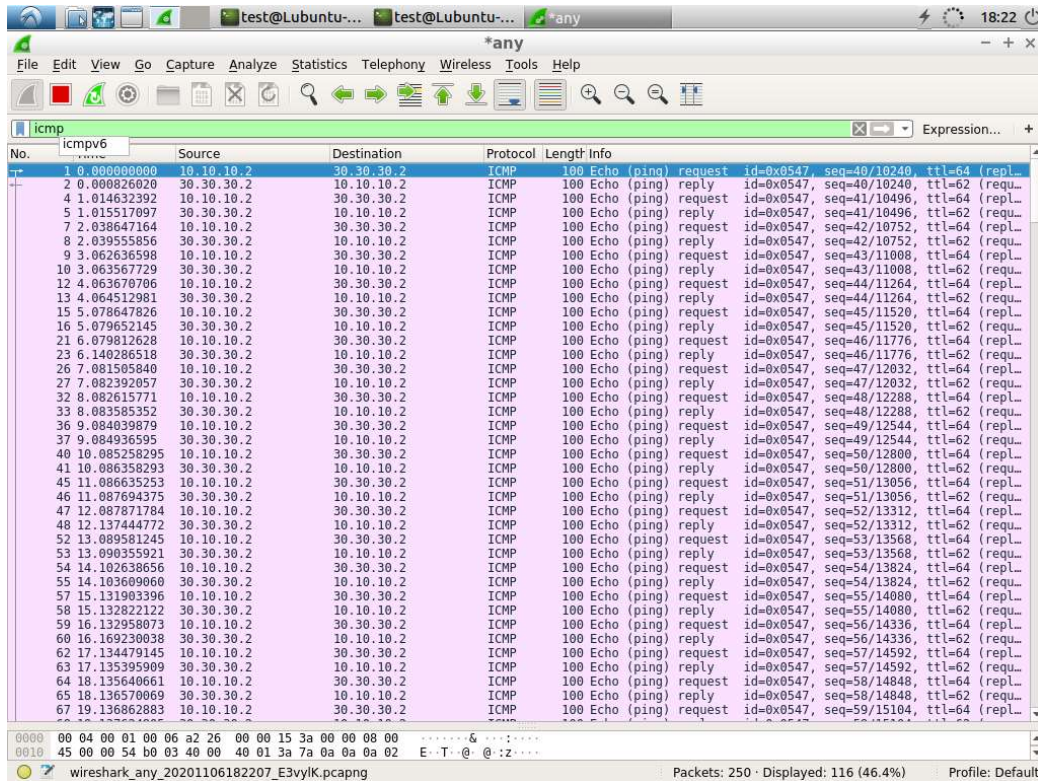 test@Lubuntu-... test@Lubuntu-... *any 18:22
*any
File Edit View Go Capture Analyze Statistics Telephony Wireless Tools Help
icmp Expression... +
icmpv6
No. Source Destination Protocol Length Info
1 0.000000000 10.10.10.2 30.30.30.2 ICMP 100 Echo (ping) request id=0x0547, seq=40/10240, ttl=64 (repl…
2 0.000826020 30.30.30.2 10.10.10.2 ICMP 100 Echo (ping) reply id=0x0547, seq=40/10240, ttl=62 (requ…
4 1.014632392 10.10.10.2 30.30.30.2 ICMP 100 Echo (ping) request id=0x0547, seq=41/10496, ttl=64 (repl…
5 1.015517097 30.30.30.2 10.10.10.2 ICMP 100 Echo (ping) reply id=0x0547, seq=41/10496, ttl=62 (requ…
7 2.038647164 10.10.10.2 30.30.30.2 ICMP 100 Echo (ping) request id=0x0547, seq=42/10752, ttl=64 (repl…
8 2.039555856 30.30.30.2 10.10.10.2 ICMP 100 Echo (ping) reply id=0x0547, seq=42/10752, ttl=62 (requ…
9 3.062636598 10.10.10.2 30.30.30.2 ICMP 100 Echo (ping) request id=0x0547, seq=43/11008, ttl=64 (repl…
10 3.063567729 30.30.30.2 10.10.10.2 ICMP 100 Echo (ping) reply id=0x0547, seq=43/11008, ttl=62 (requ…
12 4.063670706 10.10.10.2 30.30.30.2 ICMP 100 Echo (ping) request id=0x0547, seq=44/11264, ttl=64 (repl…
13 4.064512981 30.30.30.2 10.10.10.2 ICMP 100 Echo (ping) reply id=0x0547, seq=44/11264, ttl=62 (requ…
15 5.078647826 10.10.10.2 30.30.30.2 ICMP 100 Echo (ping) request id=0x0547, seq=45/11520, ttl=64 (repl…
16 5.079652145 30.30.30.2 10.10.10.2 ICMP 100 Echo (ping) reply id=0x0547, seq=45/11520, ttl=62 (requ…
21 6.079812628 10.10.10.2 30.30.30.2 ICMP 100 Echo (ping) request id=0x0547, seq=46/11776, ttl=64 (repl…
23 6.140286518 30.30.30.2 10.10.10.2 ICMP 100 Echo (ping) reply id=0x0547, seq=46/11776, ttl=62 (requ…
26 7.081505840 10.10.10.2 30.30.30.2 ICMP 100 Echo (ping) request id=0x0547, seq=47/12032, ttl=64 (repl…
27 7.082392057 30.30.30.2 10.10.10.2 ICMP 100 Echo (ping) reply id=0x0547, seq=47/12032, ttl=62 (requ…
32 8.082615771 10.10.10.2 30.30.30.2 ICMP 100 Echo (ping) request id=0x0547, seq=48/12288, ttl=64 (repl…
33 8.083585352 30.30.30.2 10.10.10.2 ICMP 100 Echo (ping) reply id=0x0547, seq=48/12288, ttl=62 (requ…
36 9.084039879 10.10.10.2 30.30.30.2 ICMP 100 Echo (ping) request id=0x0547, seq=49/12544, ttl=64 (repl…
37 9.084936595 30.30.30.2 10.10.10.2 ICMP 100 Echo (ping) reply id=0x0547, seq=49/12544, ttl=62 (requ…
40 10.085258295 10.10.10.2 30.30.30.2 ICMP 100 Echo (ping) request id=0x0547, seq=50/12800, ttl=64 (repl…
41 10.086358293 30.30.30.2 10.10.10.2 ICMP 100 Echo (ping) reply id=0x0547, seq=50/12800, ttl=62 (requ…
45 11.086635253 10.10.10.2 30.30.30.2 ICMP 100 Echo (ping) request id=0x0547, seq=51/13056, ttl=64 (repl…
46 11.087694375 30.30.30.2 10.10.10.2 ICMP 100 Echo (ping) reply id=0x0547, seq=51/13056, ttl=62 (requ…
47 12.087871784 10.10.10.2 30.30.30.2 ICMP 100 Echo (ping) request id=0x0547, seq=52/13312, ttl=64 (repl…
48 12.137444772 30.30.30.2 10.10.10.2 ICMP 100 Echo (ping) reply id=0x0547, seq=52/13312, ttl=62 (requ…
52 13.089581245 10.10.10.2 30.30.30.2 ICMP 100 Echo (ping) request id=0x0547, seq=53/13568, ttl=64 (repl…
53 13.090355921 30.30.30.2 10.10.10.2 ICMP 100 Echo (ping) reply id=0x0547, seq=53/13568, ttl=62 (requ…
54 14.102638656 10.10.10.2 30.30.30.2 ICMP 100 Echo (ping) request id=0x0547, seq=54/13824, ttl=64 (repl…
55 14.103609060 30.30.30.2 10.10.10.2 ICMP 100 Echo (ping) reply id=0x0547, seq=54/13824, ttl=62 (requ…
57 15.131903396 10.10.10.2 30.30.30.2 ICMP 100 Echo (ping) request id=0x0547, seq=55/14080, ttl=64 (repl…
58 15.132822122 30.30.30.2 10.10.10.2 ICMP 100 Echo (ping) reply id=0x0547, seq=55/14080, ttl=62 (requ…
59 16.132958073 10.10.10.2 30.30.30.2 ICMP 100 Echo (ping) request id=0x0547, seq=56/14336, ttl=64 (repl…
60 16.169230038 30.30.30.2 10.10.10.2 ICMP 100 Echo (ping) reply id=0x0547, seq=56/14336, ttl=62 (requ…
62 17.134479145 10.10.10.2 30.30.30.2 ICMP 100 Echo (ping) request id=0x0547, seq=57/14592, ttl=64 (repl…
63 17.135395909 30.30.30.2 10.10.10.2 ICMP 100 Echo (ping) reply id=0x0547, seq=57/14592, ttl=62 (requ…
64 18.135640661 10.10.10.2 30.30.30.2 ICMP 100 Echo (ping) request id=0x0547, seq=58/14848, ttl=64 (repl…
65 18.136570069 30.30.30.2 10.10.10.2 ICMP 100 Echo (ping) reply id=0x0547, seq=58/14848, ttl=62 (requ…
67 19.136862883 10.10.10.2 30.30.30.2 ICMP 100 Echo (ping) request id=0x0547, seq=59/15104, ttl=64 (repl…
0000 00 04 00 01 00 06 a2 26 00 00 15 3a 00 00 08 00 ·······& ···:····
0010 45 00 00 54 b0 03 40 00 40 01 3a 7a 0a 0a 0a 02 E··T··@· @·:z····
wireshark_any_20201106182207_E3vylK.pcapng Packets: 250 · Displayed: 116 (46.4%) Profile: Default